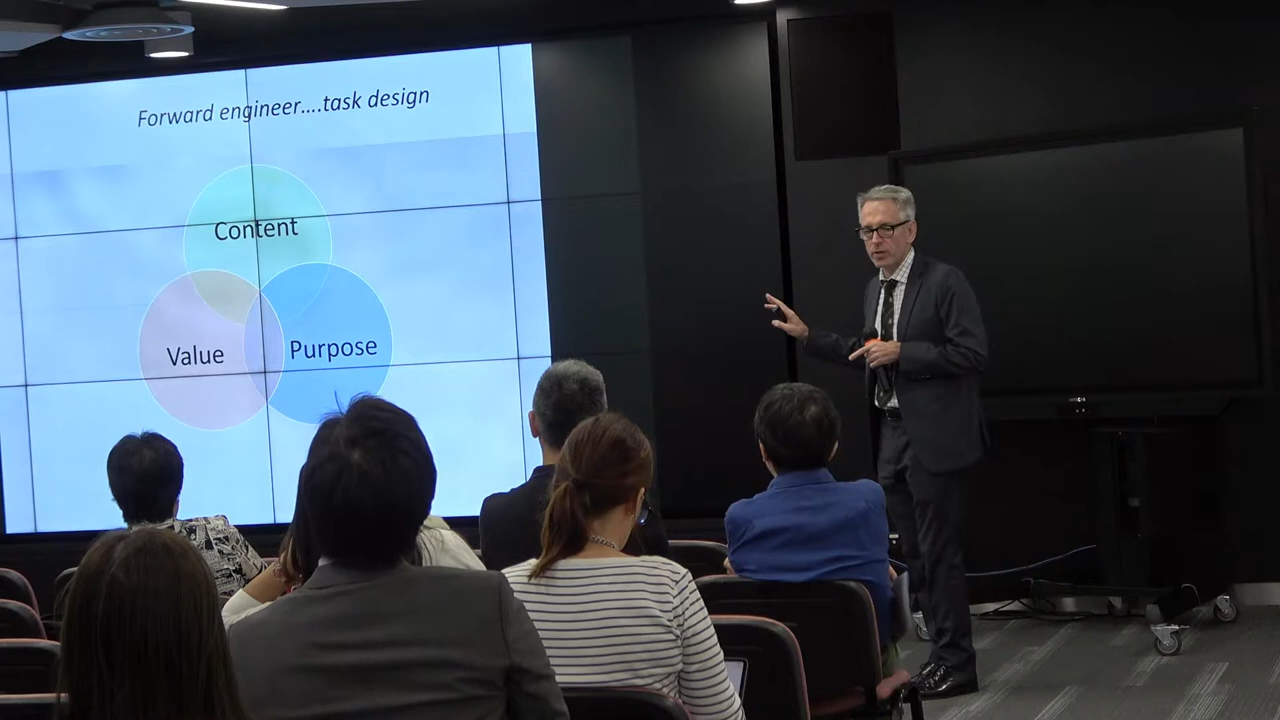 Forward engineer....task design
Content
Value
Purpose